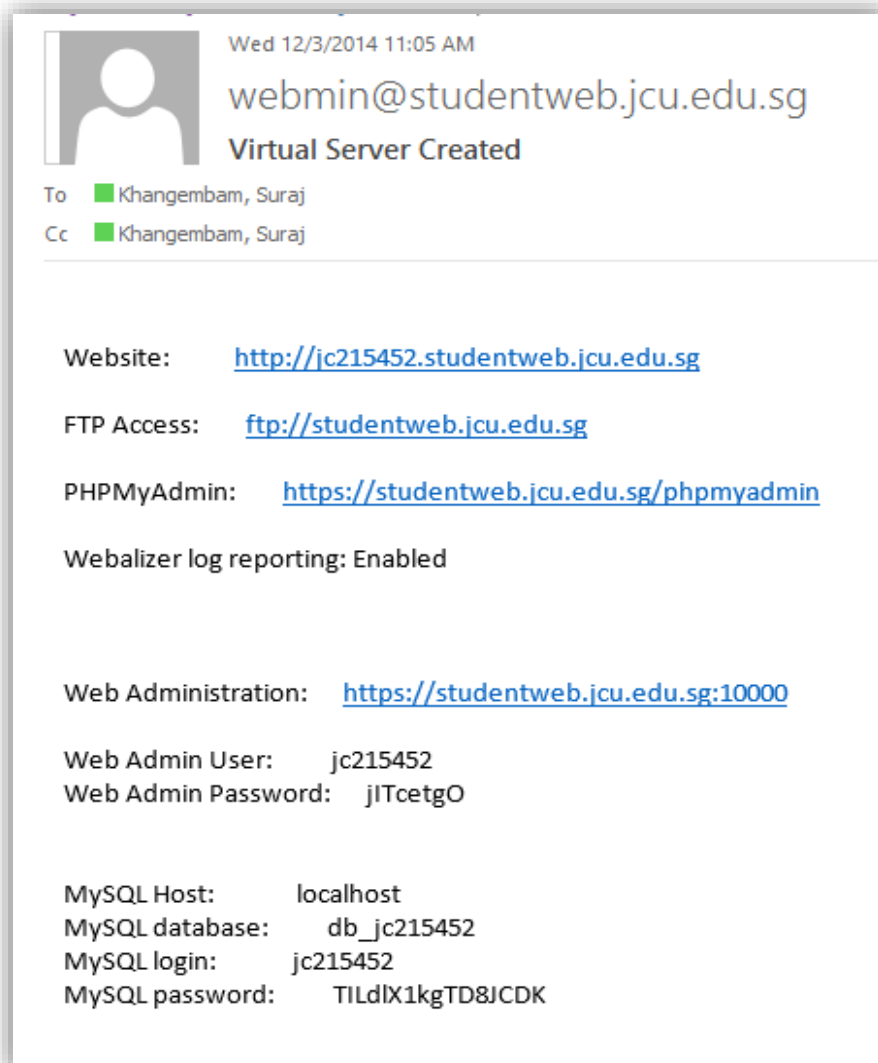 Wed 12/3/2014 11:05 AM
webmin@studentweb.jcu.edu.sg
Virtual Server Created
To Khangembam, Suraj
Cc Khangembam, Suraj
Website: http://jc215452.studentweb.jcu.edu.sg
FTP Access: ftp://studentweb.jcu.edu.sg
PHPMyAdmin: https://studentweb.jcu.edu.sg/phpmyadmin
Webalizer log reporting: Enabled
Web Administration: https://studentweb.jcu.edu.sg:10000
Web Admin User: jc215452
Web Admin Password: jITcetgO
MySQL Host: localhost
MySQL database: db_jc215452
MySQL login: jc215452
MySQL password: TILdlX1kgTD8JCDK